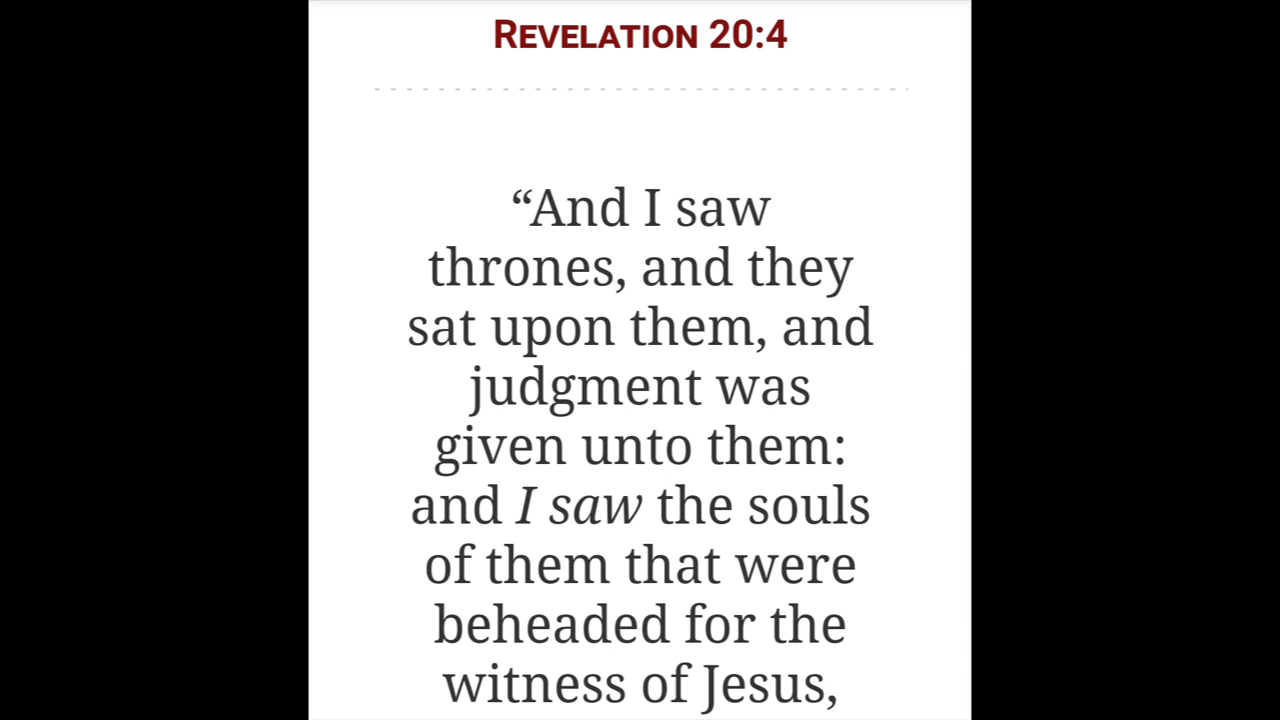 REVELATION 20:4
“And I saw
thrones, and they
sat upon them, and
judgment was
given unto them:
and I saw the souls
of them that were
beheaded for the
witness of Jesus,